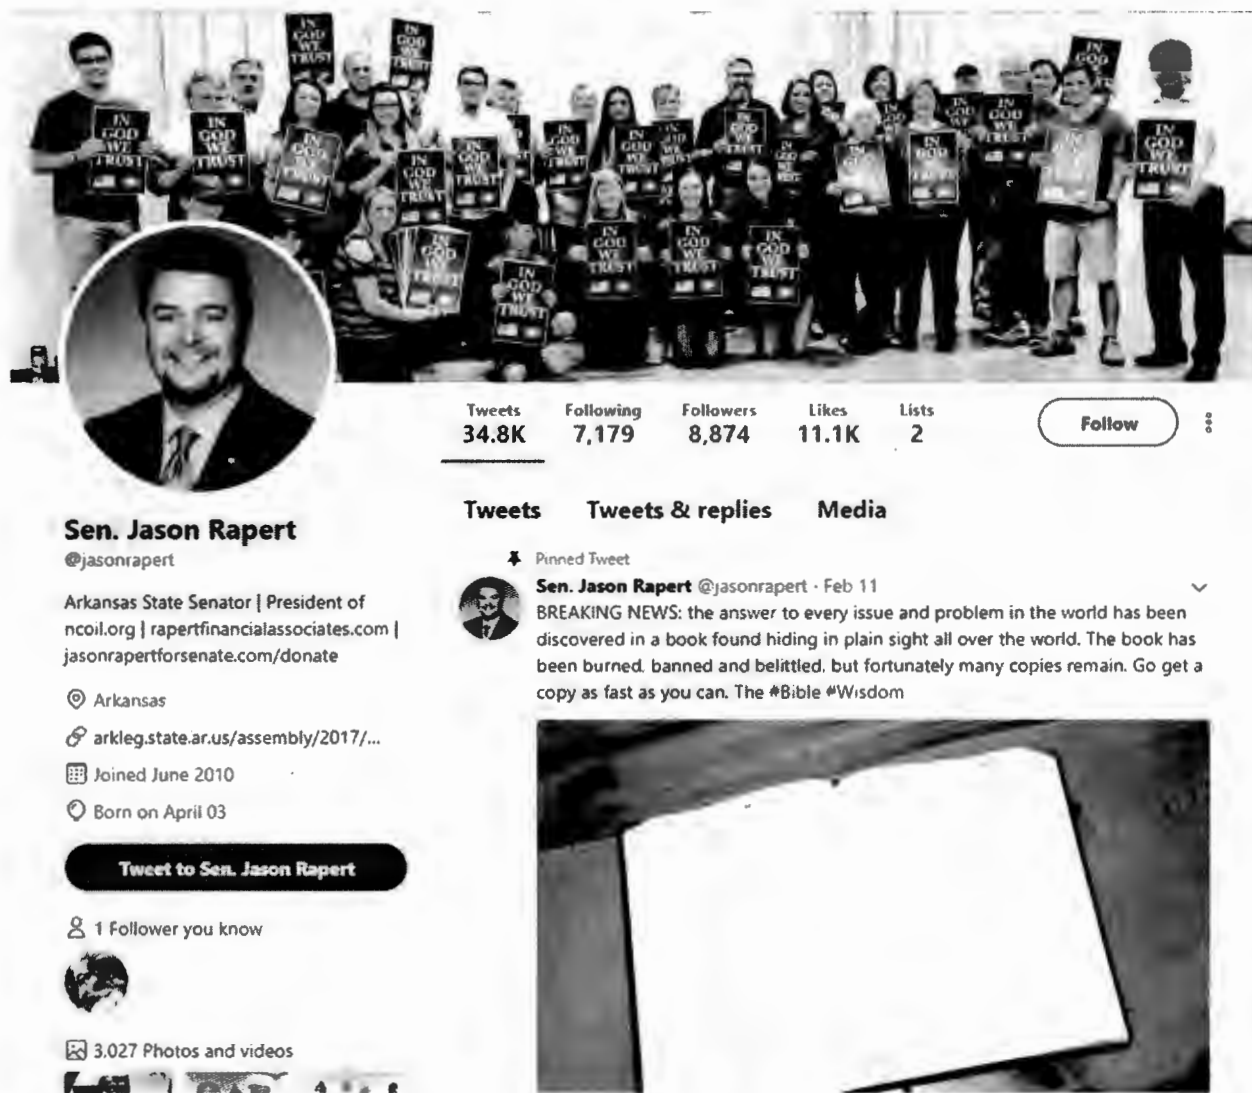 IN GOD WE TRUST
Tweets Following Followers Likes Lists
34.8K 7,179 8,874 11.1K 2
Follow
Tweets Tweets & replies Media
Sen. Jason Rapert
@jasonrapert
Arkansas State Senator | President of
ncoil.org | rapertfinancialassociates.com |
jasonrapertforsenate.com/donate
Arkansas
arkleg.state.ar.us/assembly/2017/...
Joined June 2010
Born on April 03
Tweet to Sen. Jason Rapert
1 Follower you know
3,027 Photos and videos
Pinned Tweet
Sen. Jason Rapert @jasonrapert · Feb 11
BREAKING NEWS: the answer to every issue and problem in the world has been
discovered in a book found hiding in plain sight all over the world. The book has
been burned, banned and belittled, but fortunately many copies remain. Go get a
copy as fast as you can. The #Bible #Wisdom